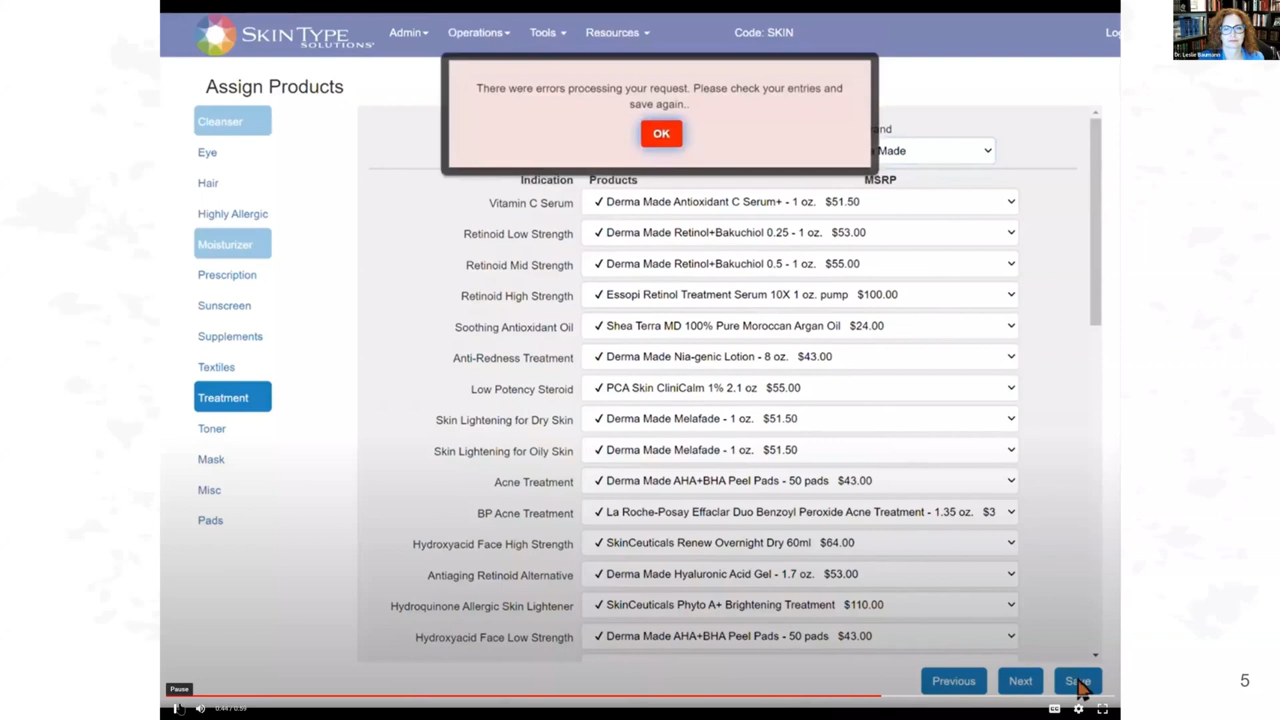 SKIN TYPE
SOLUTIONS
Admin
Operations
Tools
Resources
Code: SKIN
Dr. Leslie Baumann
Assign Products
There were errors processing your request. Please check your entries and
save again..
OK
Made
Cleanser
Eye
Hair
Highly Allergic
Moisturizer
Prescription
Sunscreen
Supplements
Textiles
Treatment
Toner
Mask
Misc
Pads
Indication Products MSRP
Vitamin C Serum ✓ Derma Made Antioxidant C Serum+ - 1 oz. $51.50
Retinoid Low Strength ✓ Derma Made Retinol+Bakuchiol 0.25 - 1 oz. $53.00
Retinoid Mid Strength ✓ Derma Made Retinol+Bakuchiol 0.5 - 1 oz. $55.00
Retinoid High Strength ✓ Essopi Retinol Treatment Serum 10X 1 oz. pump $100.00
Soothing Antioxidant Oil ✓ Shea Terra MD 100% Pure Moroccan Argan Oil $24.00
Anti-Redness Treatment ✓ Derma Made Nia-genic Lotion - 8 oz. $43.00
Low Potency Steroid ✓ PCA Skin CliniCalm 1% 2.1 oz $55.00
Skin Lightening for Dry Skin ✓ Derma Made Melafade - 1 oz. $51.50
Skin Lightening for Oily Skin ✓ Derma Made Melafade - 1 oz. $51.50
Acne Treatment ✓ Derma Made AHA+BHA Peel Pads - 50 pads $43.00
BP Acne Treatment ✓ La Roche-Posay Effaclar Duo Benzoyl Peroxide Acne Treatment - 1.35 oz. $3
Hydroxyacid Face High Strength ✓ SkinCeuticals Renew Overnight Dry 60ml $64.00
Antiaging Retinoid Alternative ✓ Derma Made Hyaluronic Acid Gel - 1.7 oz. $53.00
Hydroquinone Allergic Skin Lightener ✓ SkinCeuticals Phyto A+ Brightening Treatment $110.00
Hydroxyacid Face Low Strength ✓ Derma Made AHA+BHA Peel Pads - 50 pads $43.00
Previous
Next
Save
Pause
0:44 / 0:59
CC
5